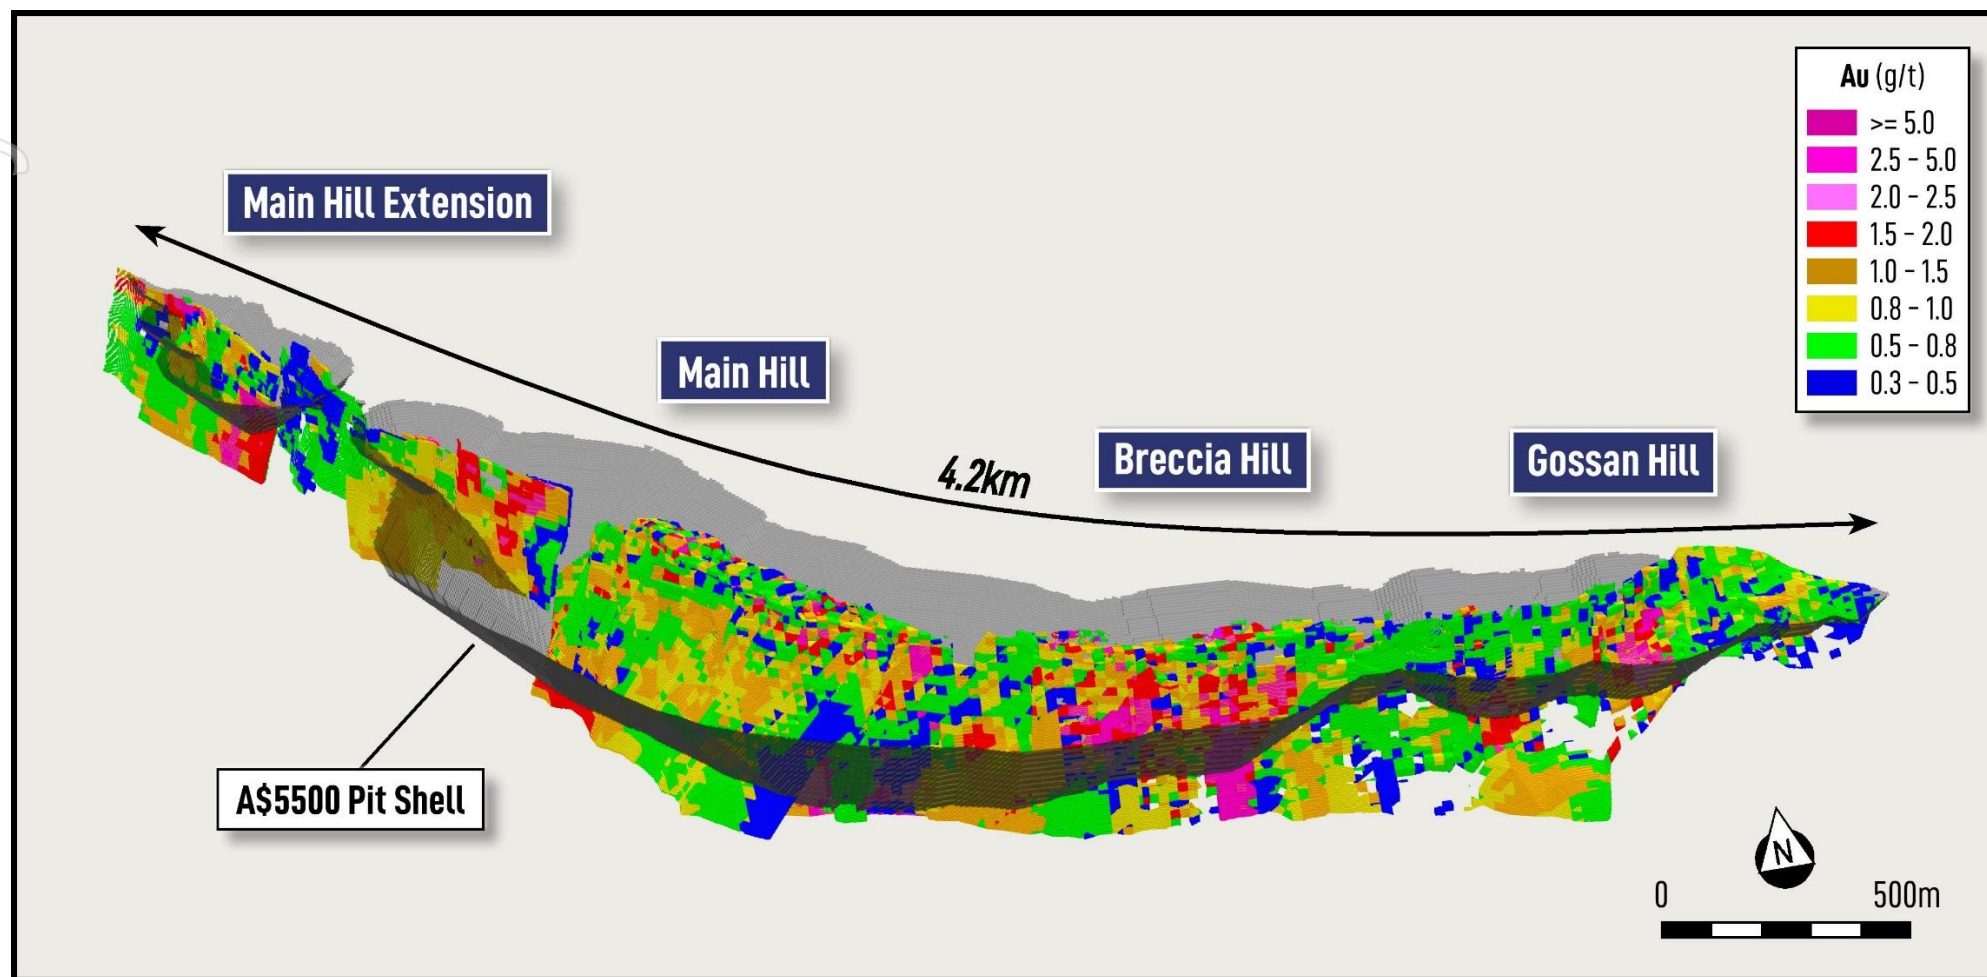 Main Hill Extension
Main Hill
4.2km
Breccia Hill
Gossan Hill
A$5500 Pit Shell
Au (g/t)
>= 5.0
2.5 - 5.0
2.0 - 2.5
1.5 - 2.0
1.0 - 1.5
0.8 - 1.0
0.5 - 0.8
0.3 - 0.5
N
0 500m